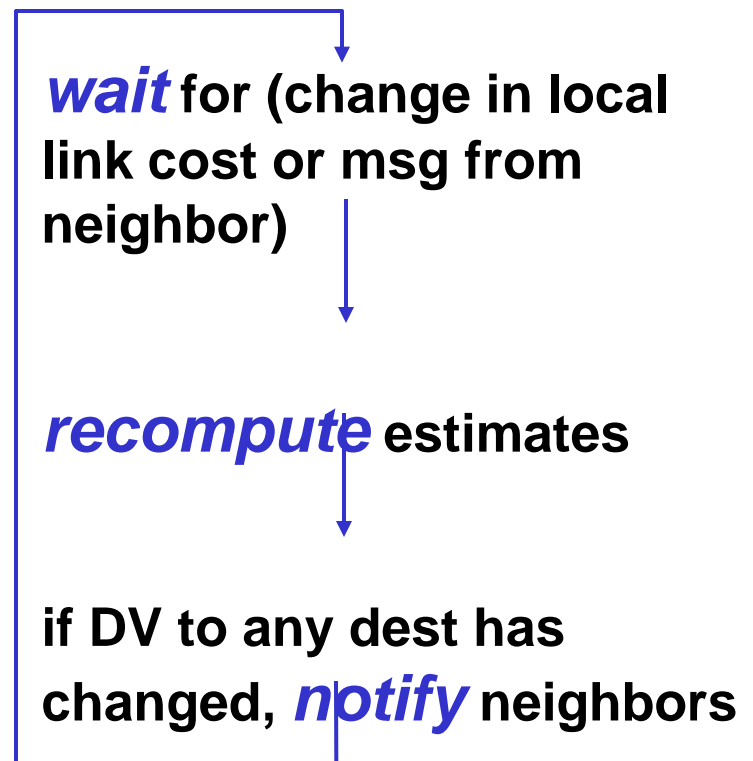 wait for (change in local
link cost or msg from
neighbor)
recompute estimates
if DV to any dest has
changed, notify neighbors